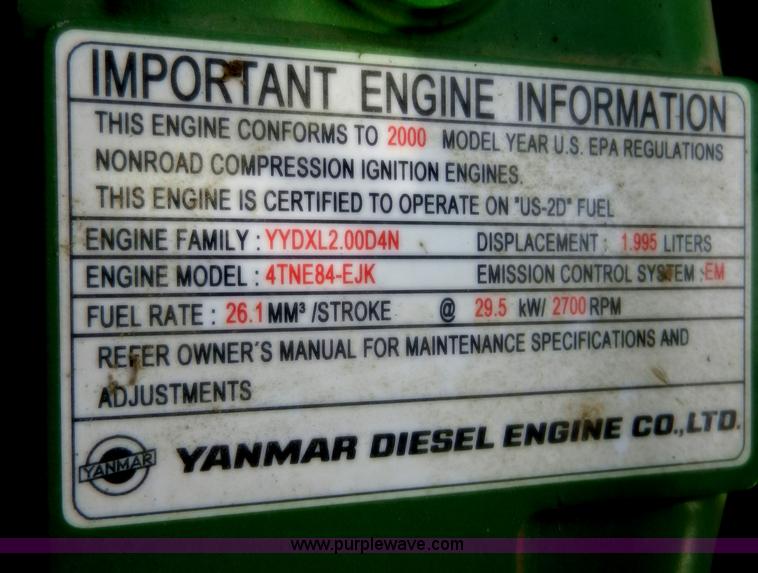 IMPORTANT ENGINE INFORMATION
THIS ENGINE CONFORMS TO 2000 MODEL YEAR U.S. EPA REGULATIONS
NONROAD COMPRESSION IGNITION ENGINES.
THIS ENGINE IS CERTIFIED TO OPERATE ON "US-2D" FUEL
ENGINE FAMILY : YYDXL2.00D4N DISPLACEMENT : 1.995 LITERS
ENGINE MODEL : 4TNE84-EJK EMISSION CONTROL SYSTEM :EM
FUEL RATE : 26.1 MM³ /STROKE @ 29.5 kW/ 2700 RPM
REFER OWNER'S MANUAL FOR MAINTENANCE SPECIFICATIONS AND
ADJUSTMENTS
YANMAR YANMAR DIESEL ENGINE CO.,LTD.
www.purplewave.com